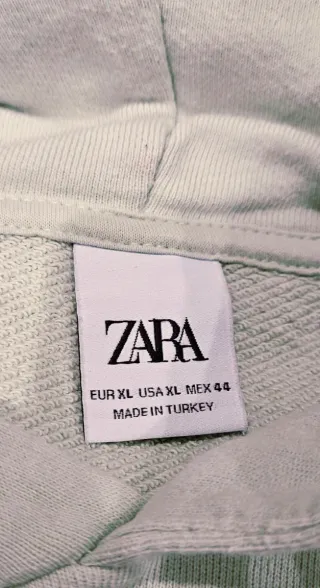 ZARA
EUR XL USA XL MEX 44
MADE IN TURKEY